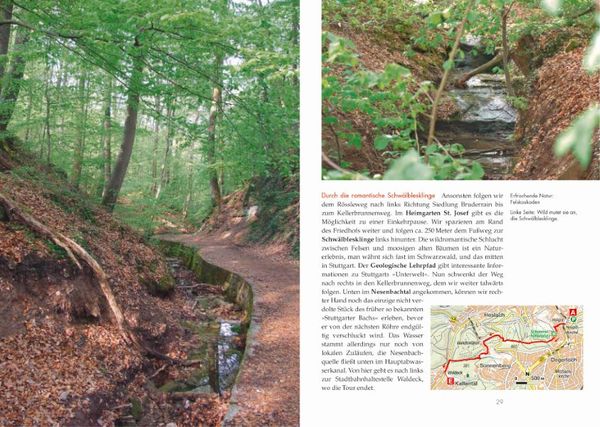 Durch die romantische Schwälblesklinge Ansonsten folgen wir
dem Rössleweg nach links Richtung Siedlung Bruderrain bis
zum Kellerbrunnenweg. Im Heimgarten St. Josef gibt es die
Möglichkeit zu einer Einkehrpause. Wir spazieren am Rand
des Friedhofs weiter und folgen ca. 250 Meter dem Fußweg zur
Schwälblesklinge links hinunter. Die wildromantische Schlucht
zwischen Felsen und moosigen alten Bäumen ist ein Natur-
erlebnis, man wähnt sich fast im Schwarzwald, und das mitten
in Stuttgart. Der Geologische Lehrpfad gibt interessante Infor-
mationen zu Stuttgarts »Unterwelt«. Nun schwenkt der Weg
nach rechts in den Kellerbrunnenweg, dem wir weiter talwärts
folgen. Unten im Nesenbachtal angekommen, können wir rech-
ter Hand noch das einzige nicht ver-
dolte Stück des früher so bekannten
»Stuttgarter Bachs« erleben, bevor
er von der nächsten Röhre endgül-
tig verschluckt wird. Das Wasser
stammt allerdings nur noch von
lokalen Zuläufen, die Nesenbach-
quelle fließt unten im Hauptabwas-
serkanal. Von hier geht es nach links
zur Stadtbahnhaltestelle Waldeck,
wo die Tour endet.
Erfrischende Natur:
Felskaskaden
Linke Seite: Wild mutet sie an,
die Schwälblesklinge.
Heslach
Degerloch
Sonnenberg
Kaltental
A
E
N
500 m
29